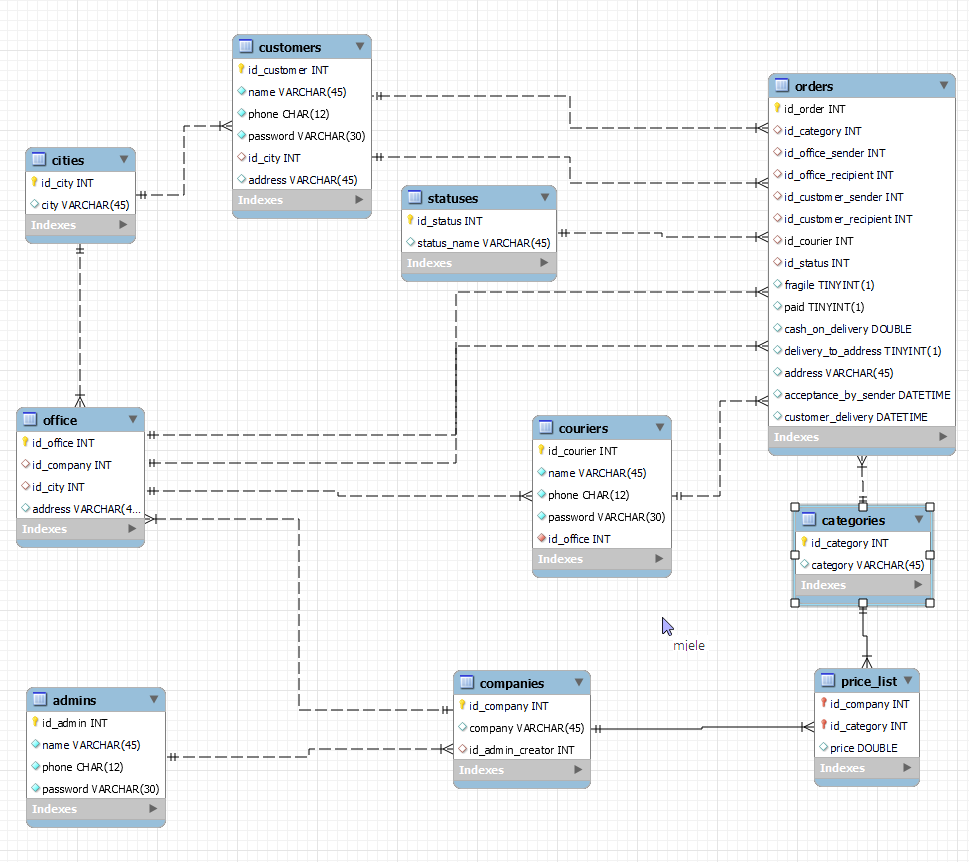 customers
id_customer INT
name VARCHAR(45)
phone CHAR(12)
password VARCHAR(30)
id_city INT
address VARCHAR(45)
Indexes
orders
id_order INT
id_category INT
id_office_sender INT
id_office_recipient INT
id_customer_sender INT
id_customer_recipient INT
id_courier INT
id_status INT
fragile TINYINT(1)
paid TINYINT(1)
cash_on_delivery DOUBLE
delivery_to_address TINYINT(1)
address VARCHAR(45)
acceptance_by_sender DATETIME
customer_delivery DATETIME
Indexes
cities
id_city INT
city VARCHAR(45)
Indexes
statuses
id_status INT
status_name VARCHAR(45)
Indexes
office
id_office INT
id_company INT
id_city INT
address VARCHAR(4...
Indexes
couriers
id_courier INT
name VARCHAR(45)
phone CHAR(12)
password VARCHAR(30)
id_office INT
Indexes
categories
id_category INT
category VARCHAR(45)
Indexes
mjele
admins
id_admin INT
name VARCHAR(45)
phone CHAR(12)
password VARCHAR(30)
Indexes
companies
id_company INT
company VARCHAR(45)
id_admin_creator INT
Indexes
price_list
id_company INT
id_category INT
price DOUBLE
Indexes